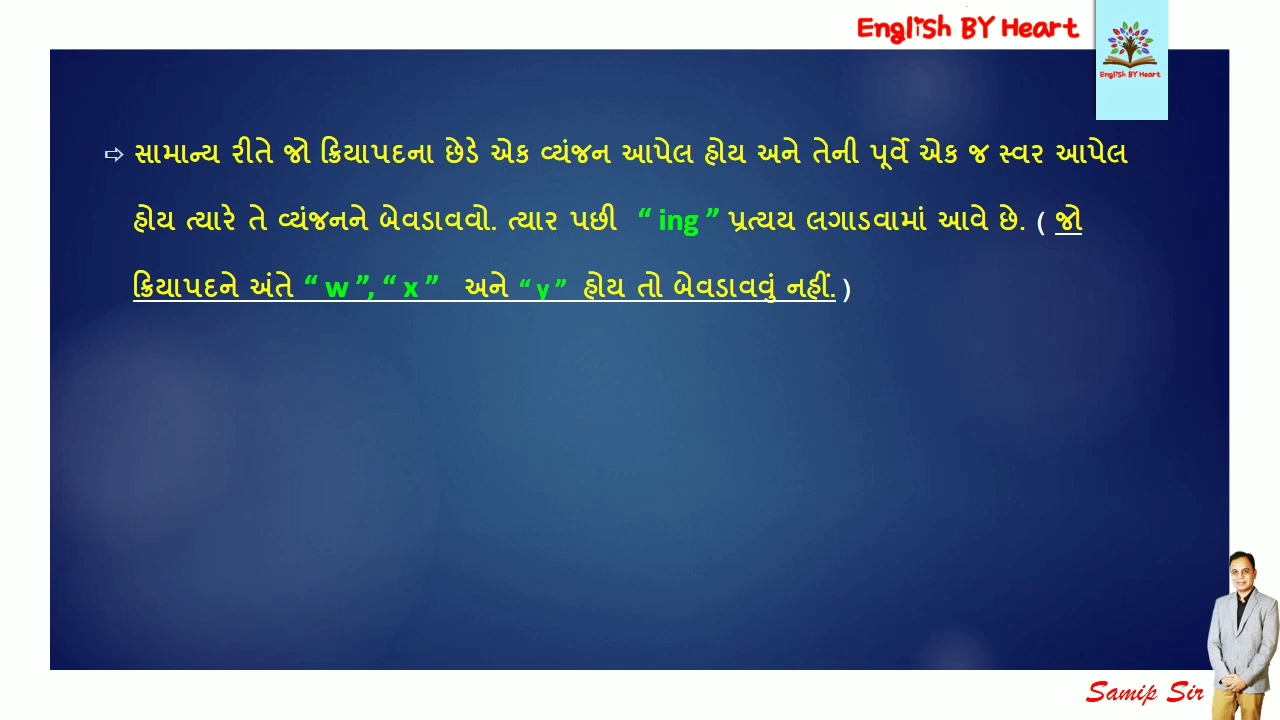 English BY Heart
English BY Heart
⇨ સામાન્ય રીતે જો ક્રિયાપદના છેડે એક વ્યંજન આપેલ હોય અને તેની પૂર્વે એક જ સ્વર આપેલ
હોય ત્યારે તે વ્યંજનને બેવડાવવો. ત્યાર પછી “ ing ” પ્રત્યય લગાડવામાં આવે છે. ( જો
ક્રિયાપદને અંતે “ w ”, “ x ” અને “ y ” હોય તો બેવડાવવું નહીં. )
Samip Sir